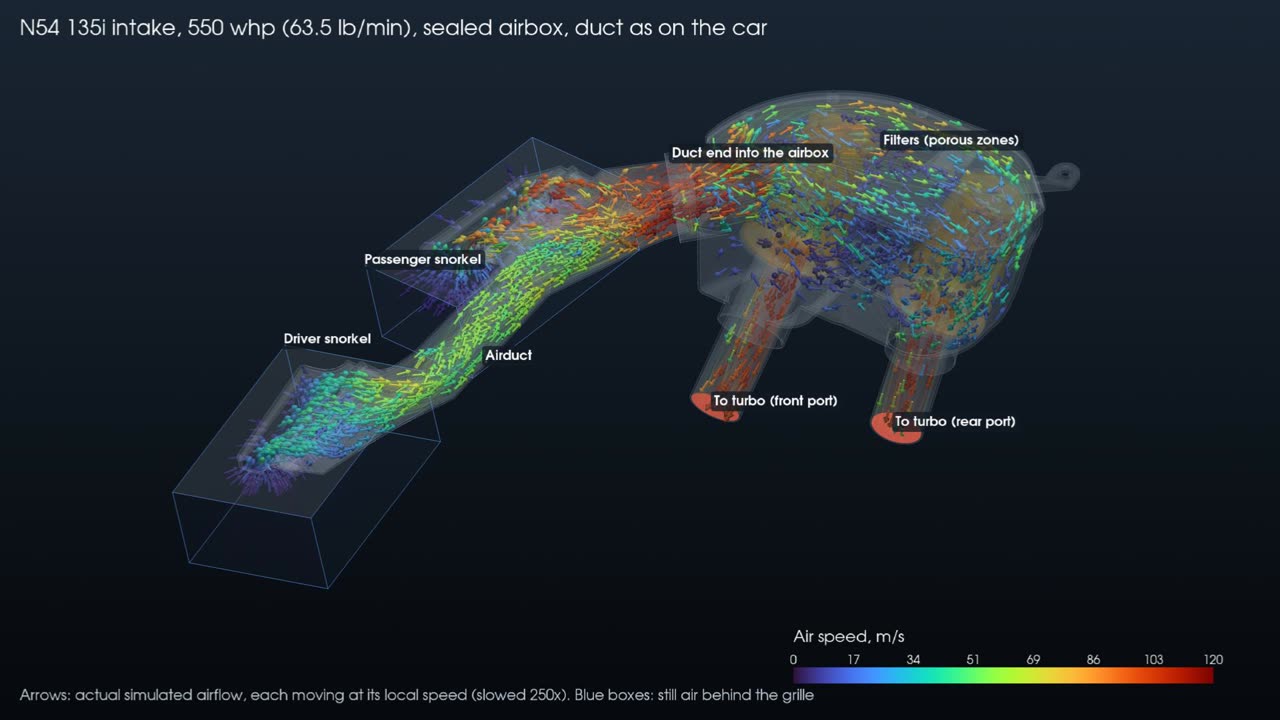 N54 135i intake, 550 whp (63.5 lb/min), sealed airbox, duct as on the car
Filters (porous zones)
Duct end into the airbox
Passenger snorkel
Driver snorkel
Airduct
To turbo (front port)
To turbo (rear port)
Air speed, m/s
0 17 34 51 69 86 103 120
Arrows: actual simulated airflow, each moving at its local speed (slowed 250x). Blue boxes: still air behind the grille